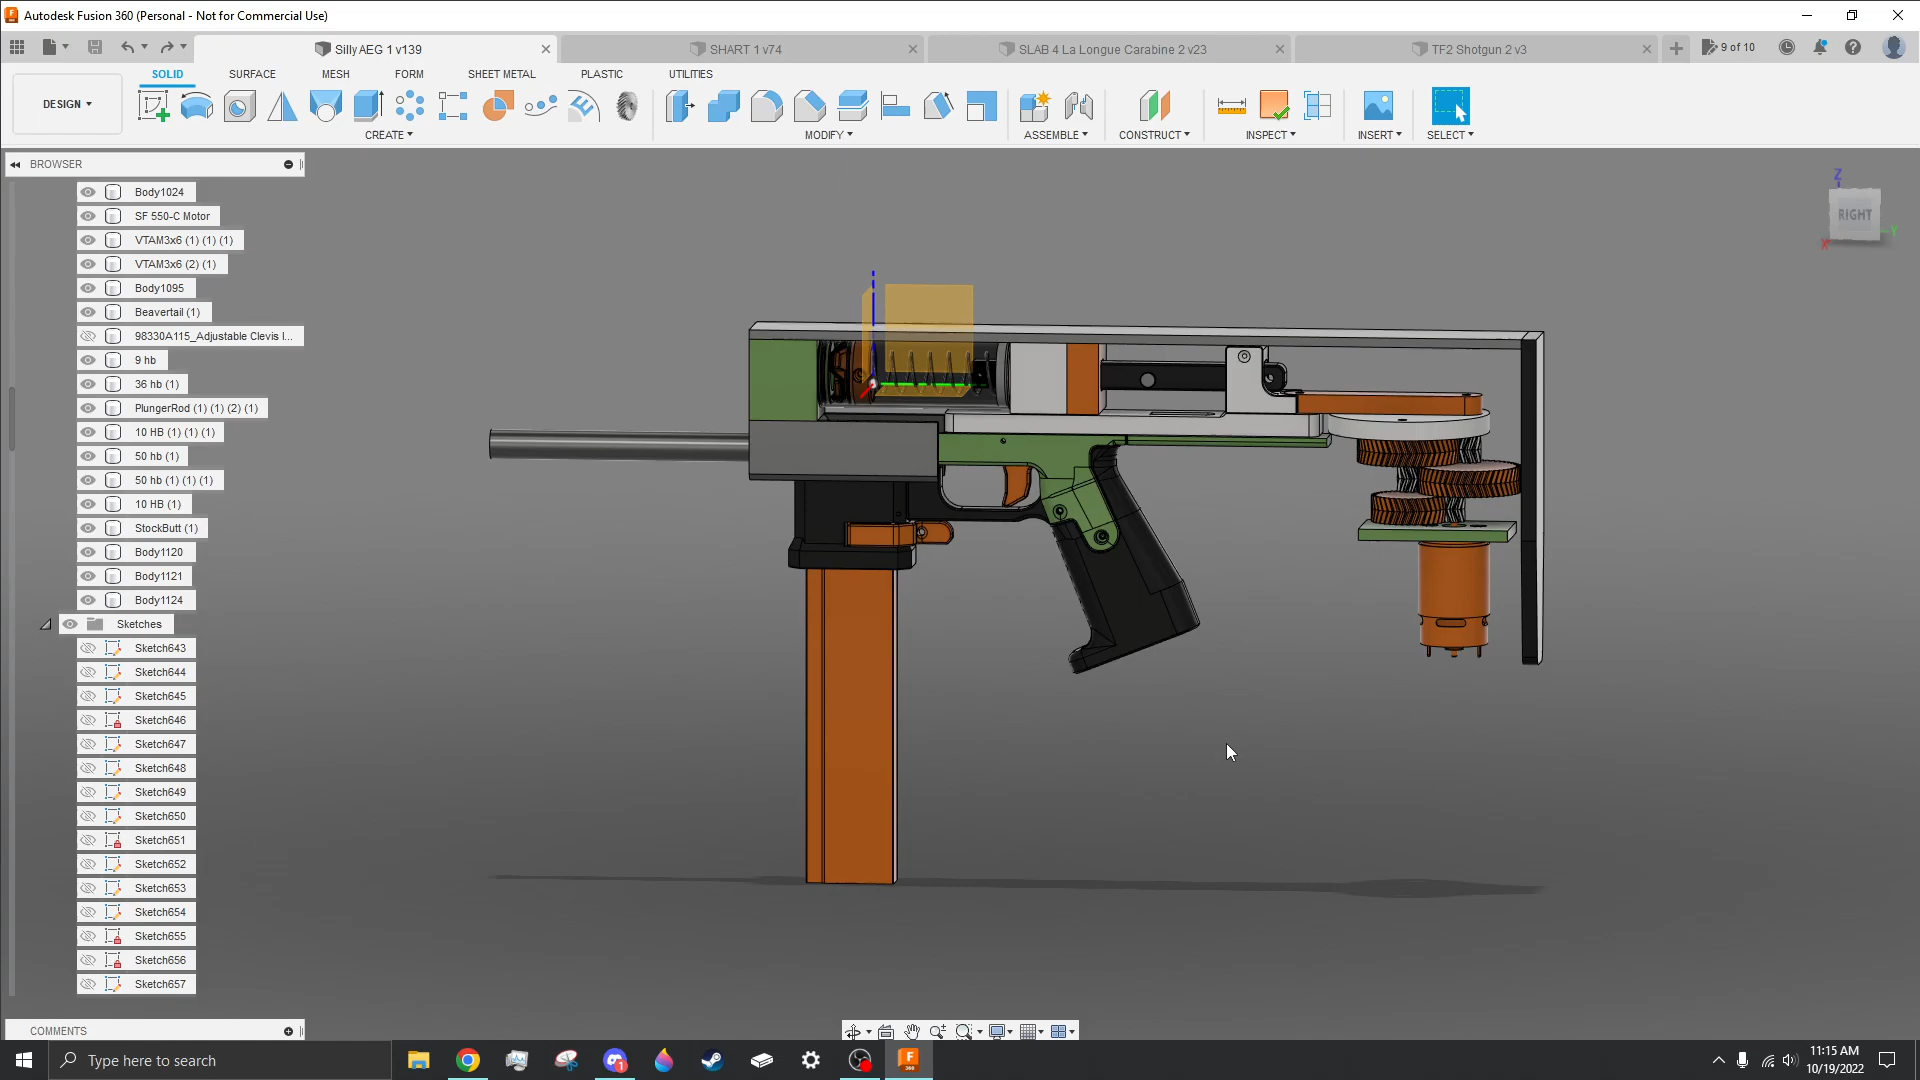 Autodesk Fusion 360 (Personal - Not for Commercial Use)
Silly AEG 1 v139
SHART 1 v74
SLAB 4 La Longue Carabine 2 v23
TF2 Shotgun 2 v3
9 of 10
SOLID SURFACE MESH FORM SHEET METAL PLASTIC UTILITIES
DESIGN
CREATE MODIFY ASSEMBLE CONSTRUCT INSPECT INSERT SELECT
BROWSER
Body1024
SF 550-C Motor
VTAM3x6 (1) (1) (1)
VTAM3x6 (2) (1)
Body1095
Beavertail (1)
98330A115_Adjustable Clevis I...
9 hb
36 hb (1)
PlungerRod (1) (1) (2) (1)
10 HB (1) (1) (1)
50 hb (1)
50 hb (1) (1) (1)
10 HB (1)
StockButt (1)
Body1120
Body1121
Body1124
Sketches
Sketch643
Sketch644
Sketch645
Sketch646
Sketch647
Sketch648
Sketch649
Sketch650
Sketch651
Sketch652
Sketch653
Sketch654
Sketch655
Sketch656
Sketch657
COMMENTS
Z
RIGHT
X
Y
Type here to search
1
F
360
11:15 AM
10/19/2022